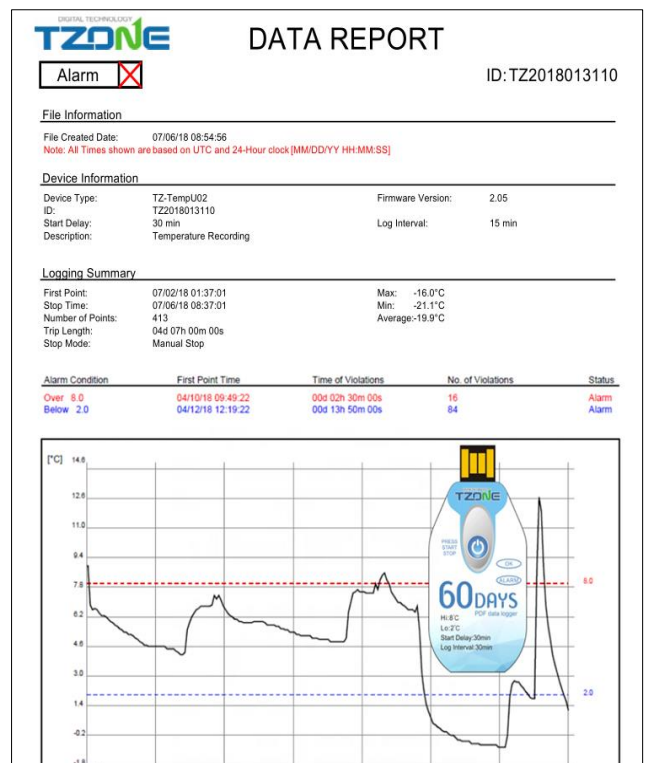 DIGITAL TECHNOLOGY
TZONE
DATA REPORT
Alarm
ID:TZ2018013110
File Information
File Created Date: 07/06/18 08:54:56
Note: All Times shown are based on UTC and 24-Hour clock [MM/DD/YY HH:MM:SS]
Device Information
Device Type: TZ-TempU02 Firmware Version: 2.05
ID: TZ2018013110
Start Delay: 30 min Log Interval: 15 min
Description: Temperature Recording
Logging Summary
First Point: 07/02/18 01:37:01 Max: -16.0°C
Stop Time: 07/06/18 08:37:01 Min: -21.1°C
Number of Points: 413 Average:-19.9°C
Trip Length: 04d 07h 00m 00s
Stop Mode: Manual Stop
Alarm Condition First Point Time Time of Violations No. of Violations Status
Over 8.0 04/10/18 09:49:22 00d 02h 30m 00s 16 Alarm
Below 2.0 04/12/18 12:19:22 00d 13h 50m 00s 84 Alarm
[°C]
14.6
12.6
11.0
9.4
7.8
6.2
4.6
3.0
1.4
-0.2
-1.8
8.0
2.0
TZONE
PRESS
START
STOP
OK
ALARM
60DAYS
PDF data logger
Hi:8'C
Lo:2'C
Start Delay:30min
Log Interval:30min